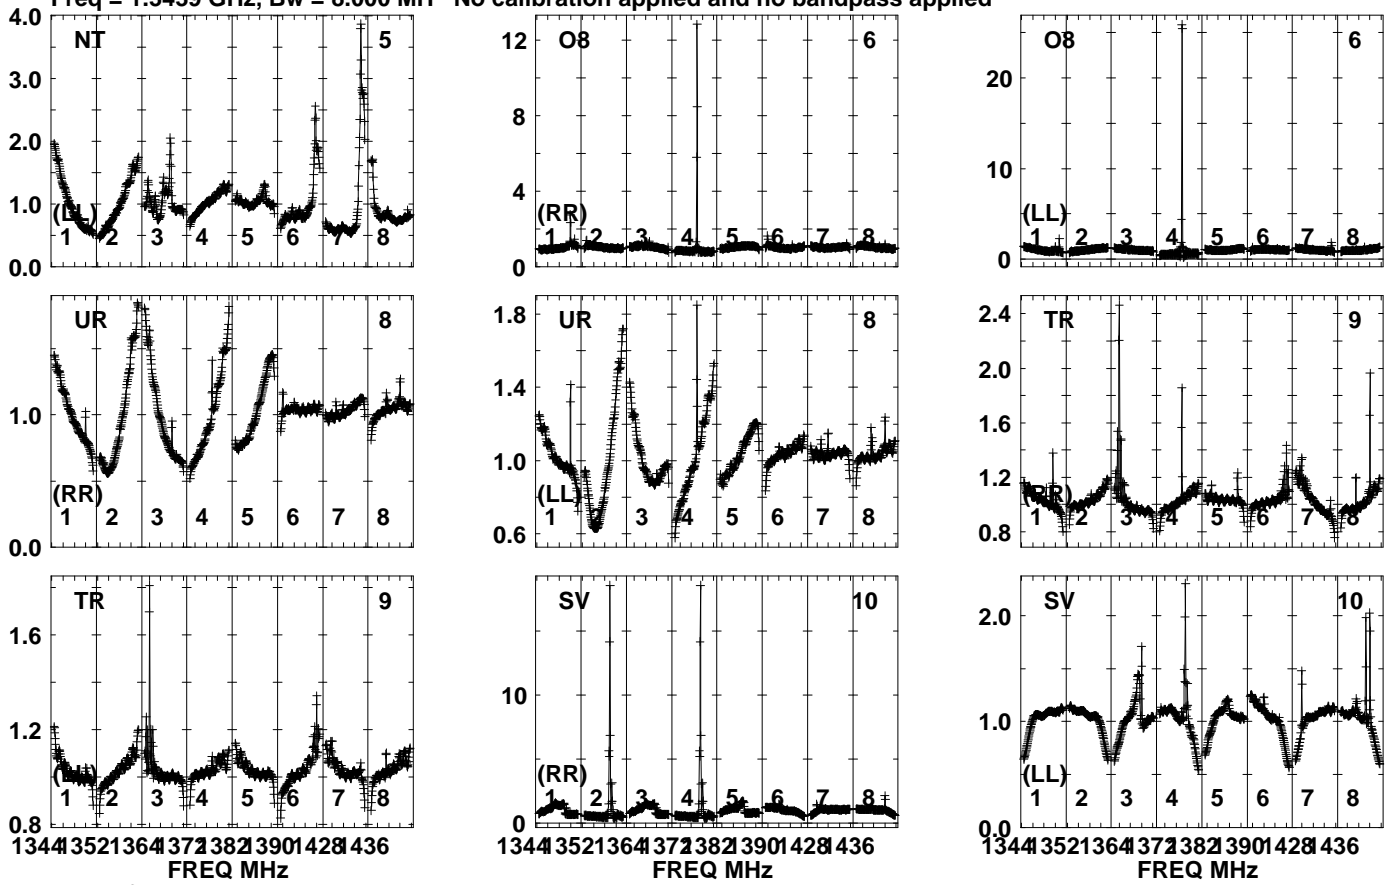 Freq = 1.3439 GHz, Bw = 8.000 MH No calibration applied and no bandpass applied
NT 5 O8 6 O8 6
4.0 3.0 2.0 1.0 0.0
12 8 4 0
20 10 0
(LL) (RR) (LL)
1 2 3 4 5 6 7 8
1 2 3 4 5 6 7 8
1 2 3 4 5 6 7 8
UR 8 UR 8 TR 9
1.0 0.0
1.8 1.4 1.0 0.6
2.4 2.0 1.6 1.2 0.8
(RR) (LL) (RR)
1 2 3 4 5 6 7 8
1 2 3 4 5 6 7 8
1 2 3 4 5 6 7 8
TR 9 SV 10 SV 10
1.6 1.2 0.8
10 0
2.0 1.0 0.0
(LL) (RR) (LL)
1 2 3 4 5 6 7 8
1 2 3 4 5 6 7 8
1 2 3 4 5 6 7 8
1344 1352 1364 1372 1382 1390 1428 1436
1344 1352 1364 1372 1382 1390 1428 1436
1344 1352 1364 1372 1382 1390 1428 1436
FREQ MHz FREQ MHz FREQ MHz